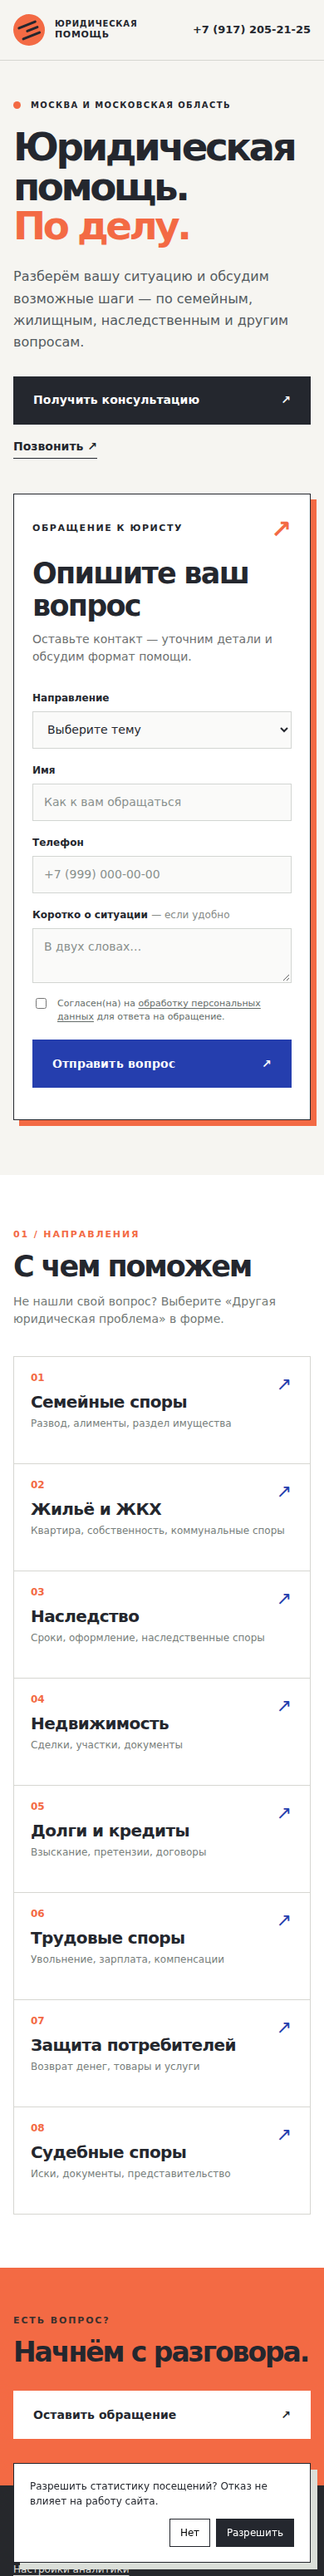 ЮРИДИЧЕСКАЯ
ПОМОЩЬ
+7 (917) 205-21-25
МОСКВА И МОСКОВСКАЯ ОБЛАСТЬ
Юридическая
помощь.
По делу.
Разберём вашу ситуацию и обсудим
возможные шаги — по семейным,
жилищным, наследственным и другим
вопросам.
Получить консультацию ↗
Позвонить ↗
ОБРАЩЕНИЕ К ЮРИСТУ ↗
Опишите ваш
вопрос
Оставьте контакт — уточним детали и
обсудим формат помощи.
Направление
Выберите тему
Имя
Как к вам обращаться
Телефон
+7 (999) 000-00-00
Коротко о ситуации — если удобно
В двух словах...
Согласен(на) на обработку персональных
данных для ответа на обращение.
Отправить вопрос ↗
01 / НАПРАВЛЕНИЯ
С чем поможем
Не нашли свой вопрос? Выберите «Другая
юридическая проблема» в форме.
01 ↗
Семейные споры
Развод, алименты, раздел имущества
02 ↗
Жильё и ЖКХ
Квартира, собственность, коммунальные споры
03 ↗
Наследство
Сроки, оформление, наследственные споры
04 ↗
Недвижимость
Сделки, участки, документы
05 ↗
Долги и кредиты
Взыскание, претензии, договоры
06 ↗
Трудовые споры
Увольнение, зарплата, компенсации
07 ↗
Защита потребителей
Возврат денег, товары и услуги
08 ↗
Судебные споры
Иски, документы, представительство
ЕСТЬ ВОПРОС?
Начнём с разговора.
Оставить обращение ↗
Разрешить статистику посещений? Отказ не
влияет на работу сайта.
Нет
Разрешить
Настройки аналитики